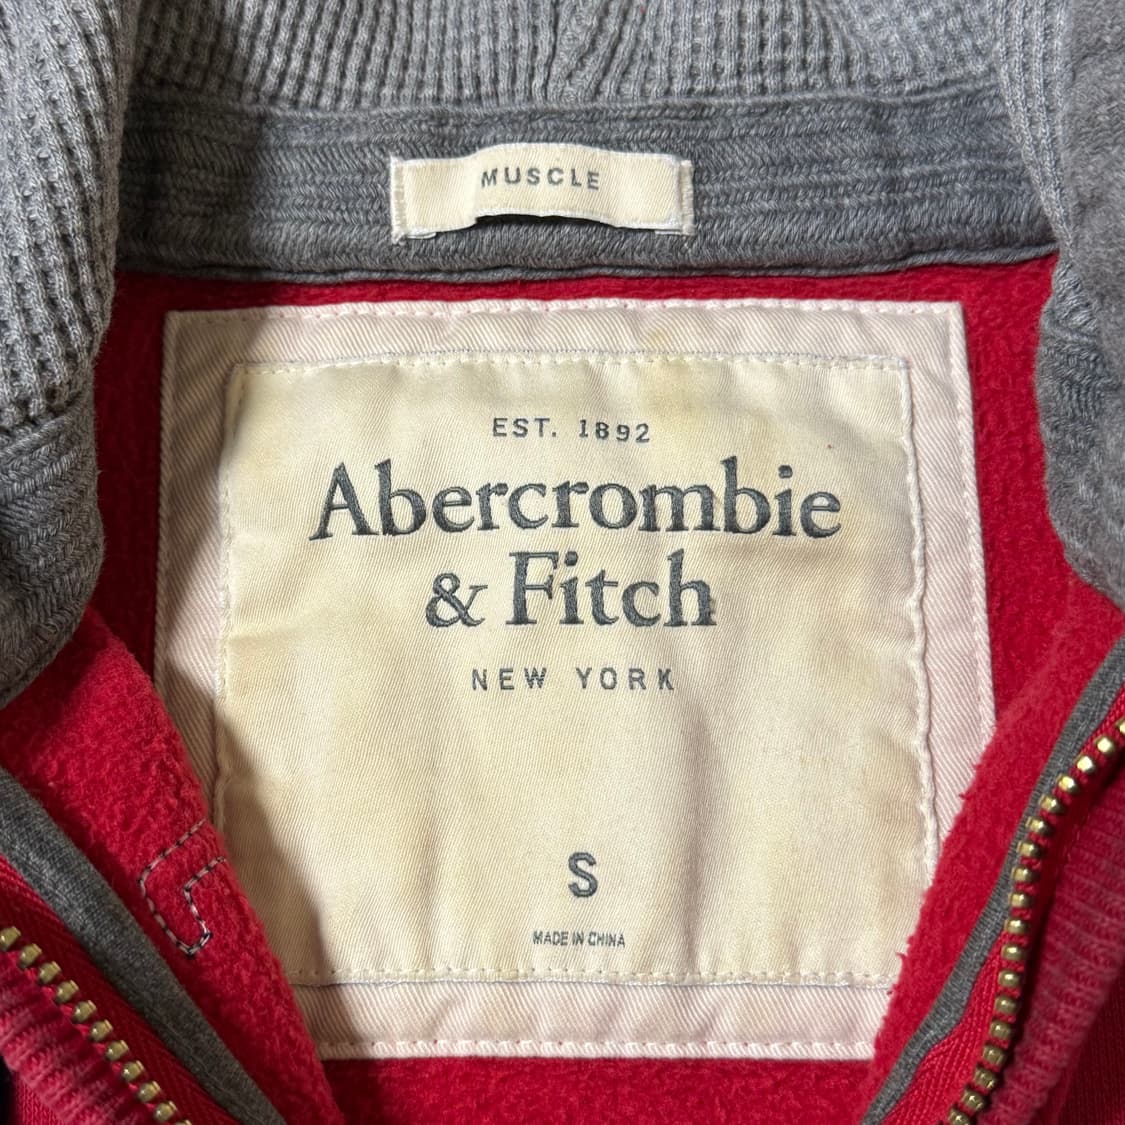 MUSCLE
EST. 1892
Abercrombie
& Fitch
NEW YORK
S
MADE IN CHINA